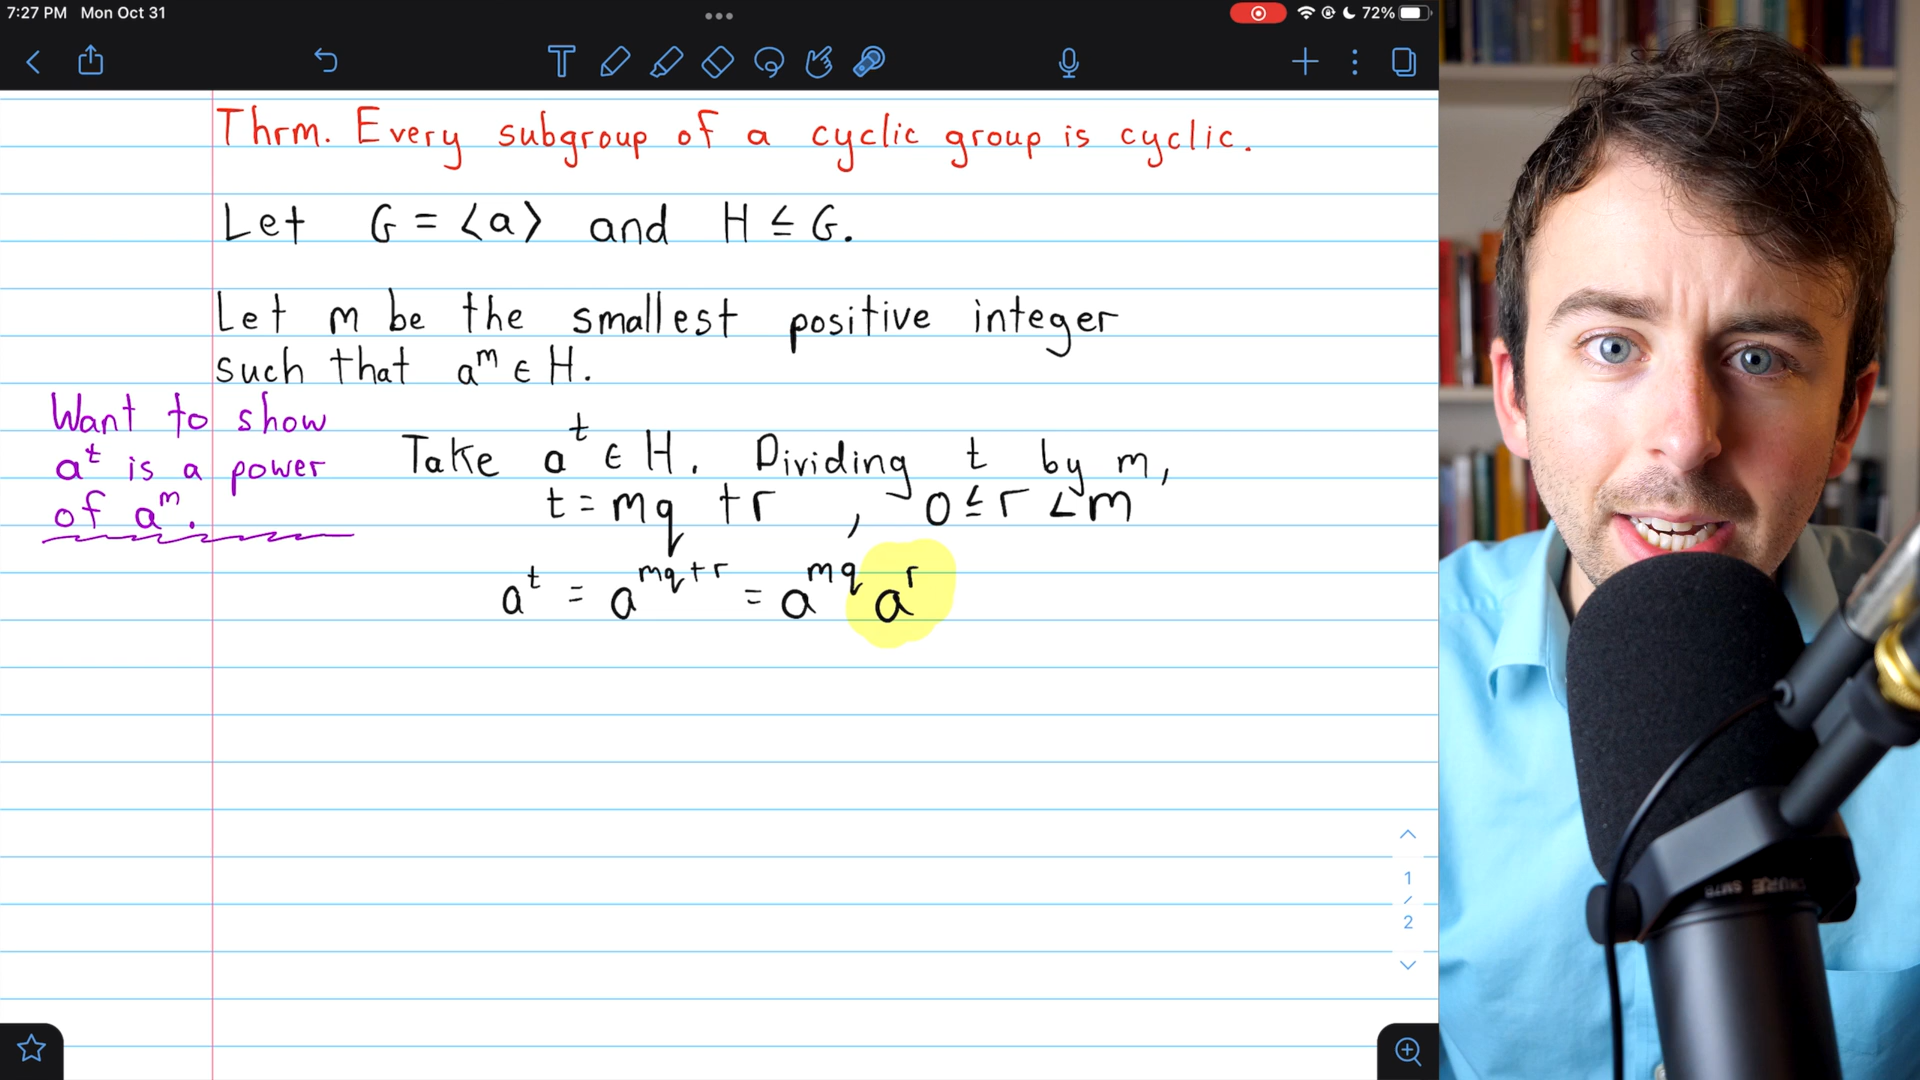 7:27 PM Mon Oct 31
72%
Thrm. Every subgroup of a cyclic group is cyclic.
Let G = ⟨a⟩ and H ≤ G.
Let m be the smallest positive integer
such that a^m ∈ H.
Want to show
a^t is a power
of a^m.
Take a^t ∈ H. Dividing t by m,
t = mq + r , 0 ≤ r < m
a^t = a^{mq+r} = a^{mq} a^r
1
/
2
SHURE SM7B